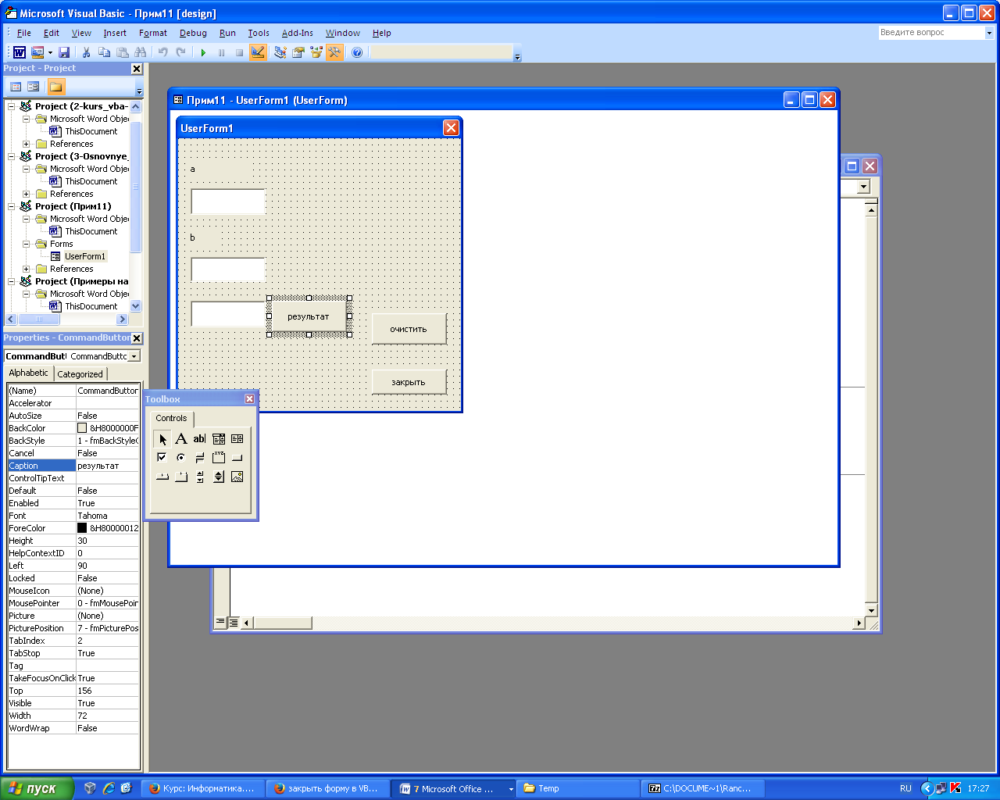 Microsoft Visual Basic - Прим11 [design]
File Edit View Insert Format Debug Run Tools Add-Ins Window Help
Введите вопрос
Project - Project
Project (2-kurs_vba-
Microsoft Word Obje
ThisDocument
References
Project (3-Osnovnye_
Microsoft Word Obje
ThisDocument
References
Project (Прим11)
Microsoft Word Obje
ThisDocument
Forms
UserForm1
References
Project (Примеры на
Microsoft Word Obje
ThisDocument
Properties - CommandButton
CommandBut CommandButto
Alphabetic Categorized
(Name) CommandButton
Accelerator
AutoSize False
BackColor &H8000000F
BackStyle 1 - fmBackStyleO
Cancel False
Caption результат
ControlTipText
Default False
Enabled True
Font Tahoma
ForeColor &H80000012
Height 30
HelpContextID 0
Left 90
Locked False
MouseIcon (None)
MousePointer 0 - fmMousePoin
Picture (None)
PicturePosition 7 - fmPicturePos
TabIndex 2
TabStop True
Tag
TakeFocusOnClick True
Top 156
Visible True
Width 72
WordWrap False
Прим11 - UserForm1 (UserForm)
UserForm1
a
b
результат
очистить
закрыть
Toolbox
Controls
A ab|
xyz
пуск
Курс: Информатика....
закрыть форму в VB...
7 Microsoft Office ...
Temp
C:\DOCUME~1\Ranc...
RU
17:27